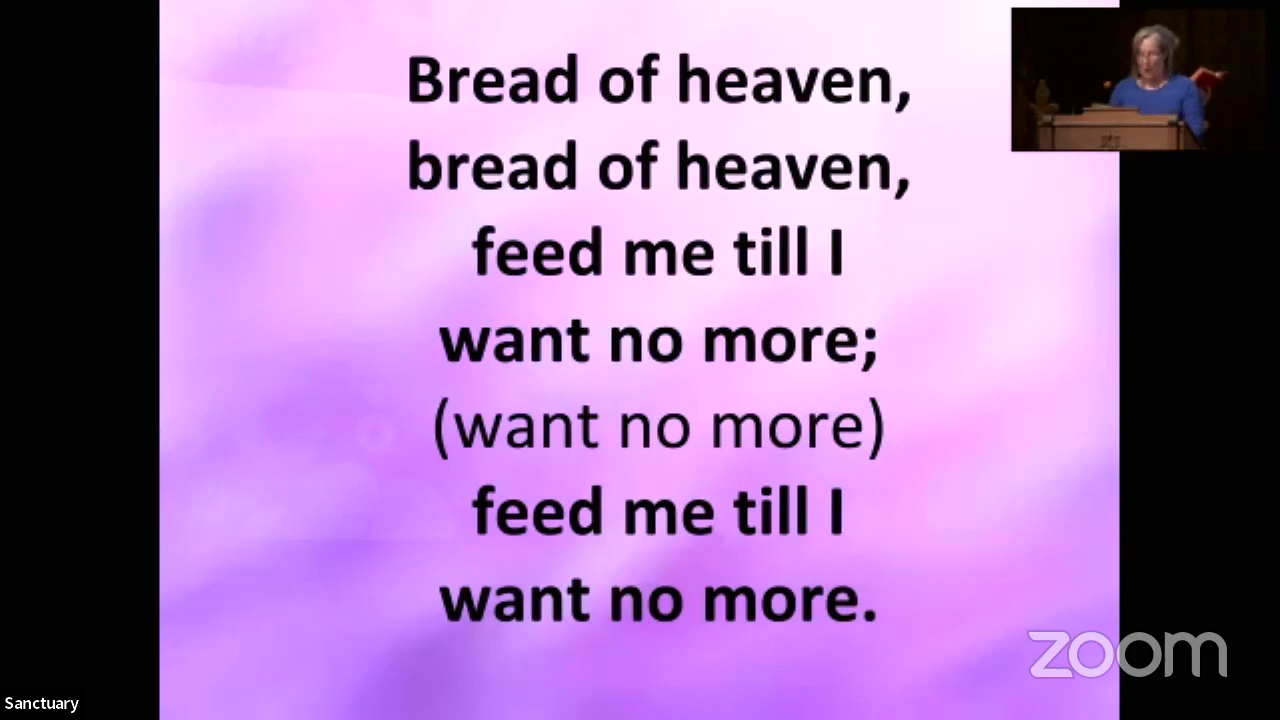 Bread of heaven,
bread of heaven,
feed me till I
want no more;
(want no more)
feed me till I
want no more.
zoom
Sanctuary